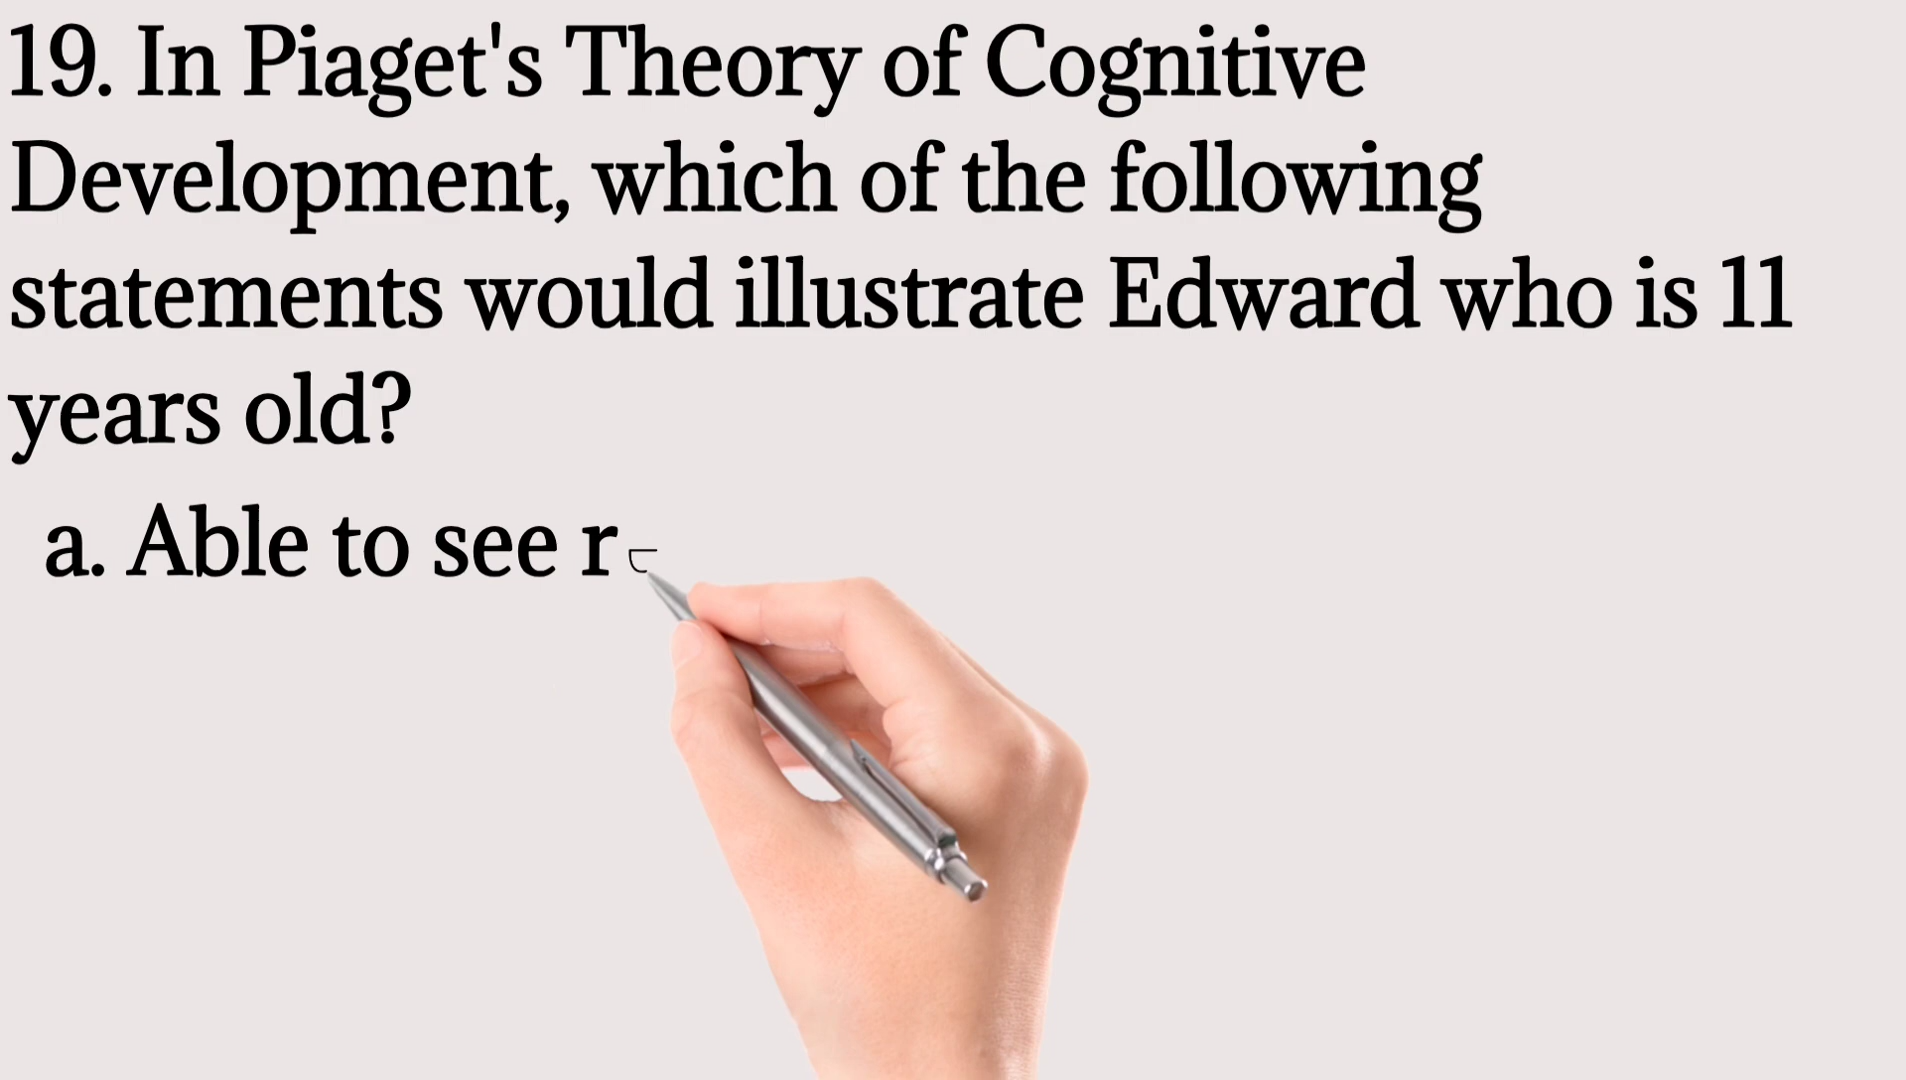 19. In Piaget's Theory of Cognitive
Development, which of the following
statements would illustrate Edward who is 11
years old?
a. Able to see r